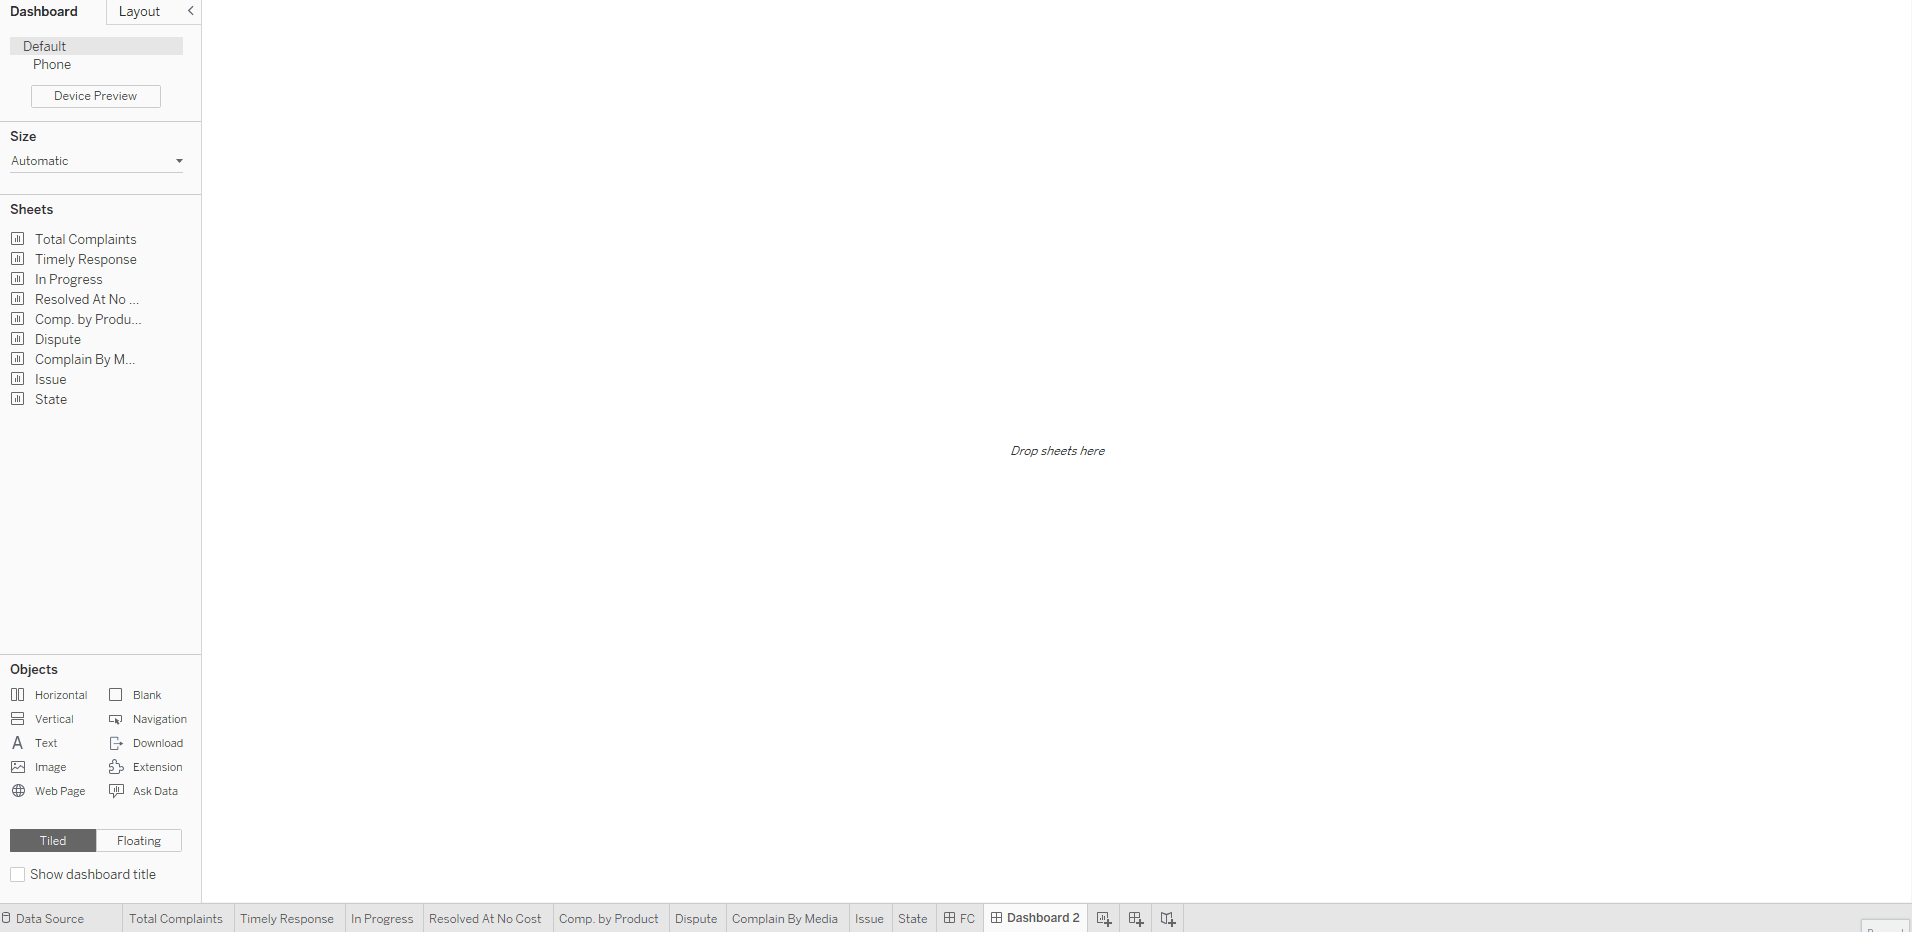 Dashboard
Layout
Default
Phone
Device Preview
Size
Automatic
Sheets
Total Complaints
Timely Response
In Progress
Resolved At No ...
Comp. by Produ...
Dispute
Complain By M...
Issue
State
Drop sheets here
Objects
Horizontal
Blank
Vertical
Navigation
Text
Download
Image
Extension
Web Page
Ask Data
Tiled
Floating
Show dashboard title
Data Source
Total Complaints
Timely Response
In Progress
Resolved At No Cost
Comp. by Product
Dispute
Complain By Media
Issue
State
FC
Dashboard 2